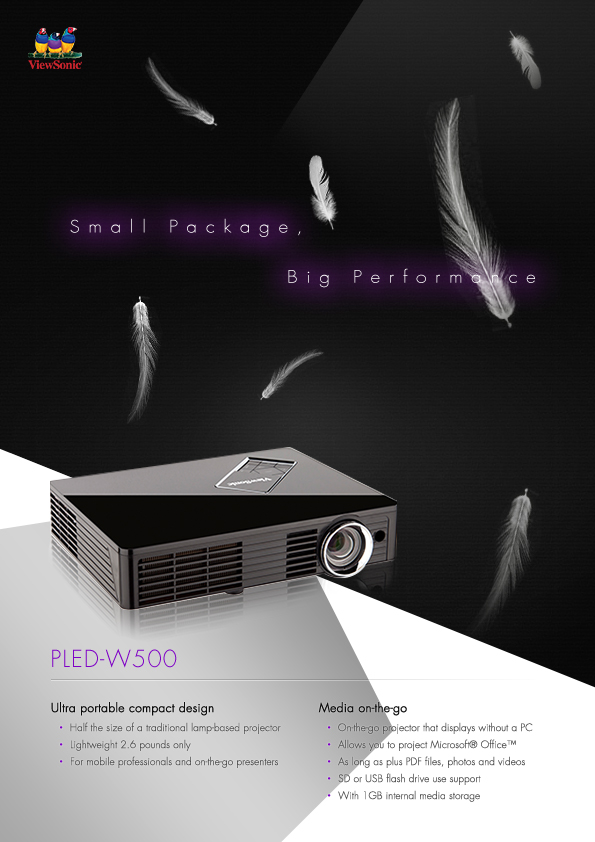 ViewSonic
Small Package,
Big Performance
ViewSonic
PLED-W500
Ultra portable compact design
• Half the size of a traditional lamp-based projector
• Lightweight 2.6 pounds only
• For mobile professionals and on-the-go presenters
Media on-the-go
• On-the-go projector that displays without a PC
• Allows you to project Microsoft® Office™
• As long as plus PDF files, photos and videos
• SD or USB flash drive use support
• With 1GB internal media storage